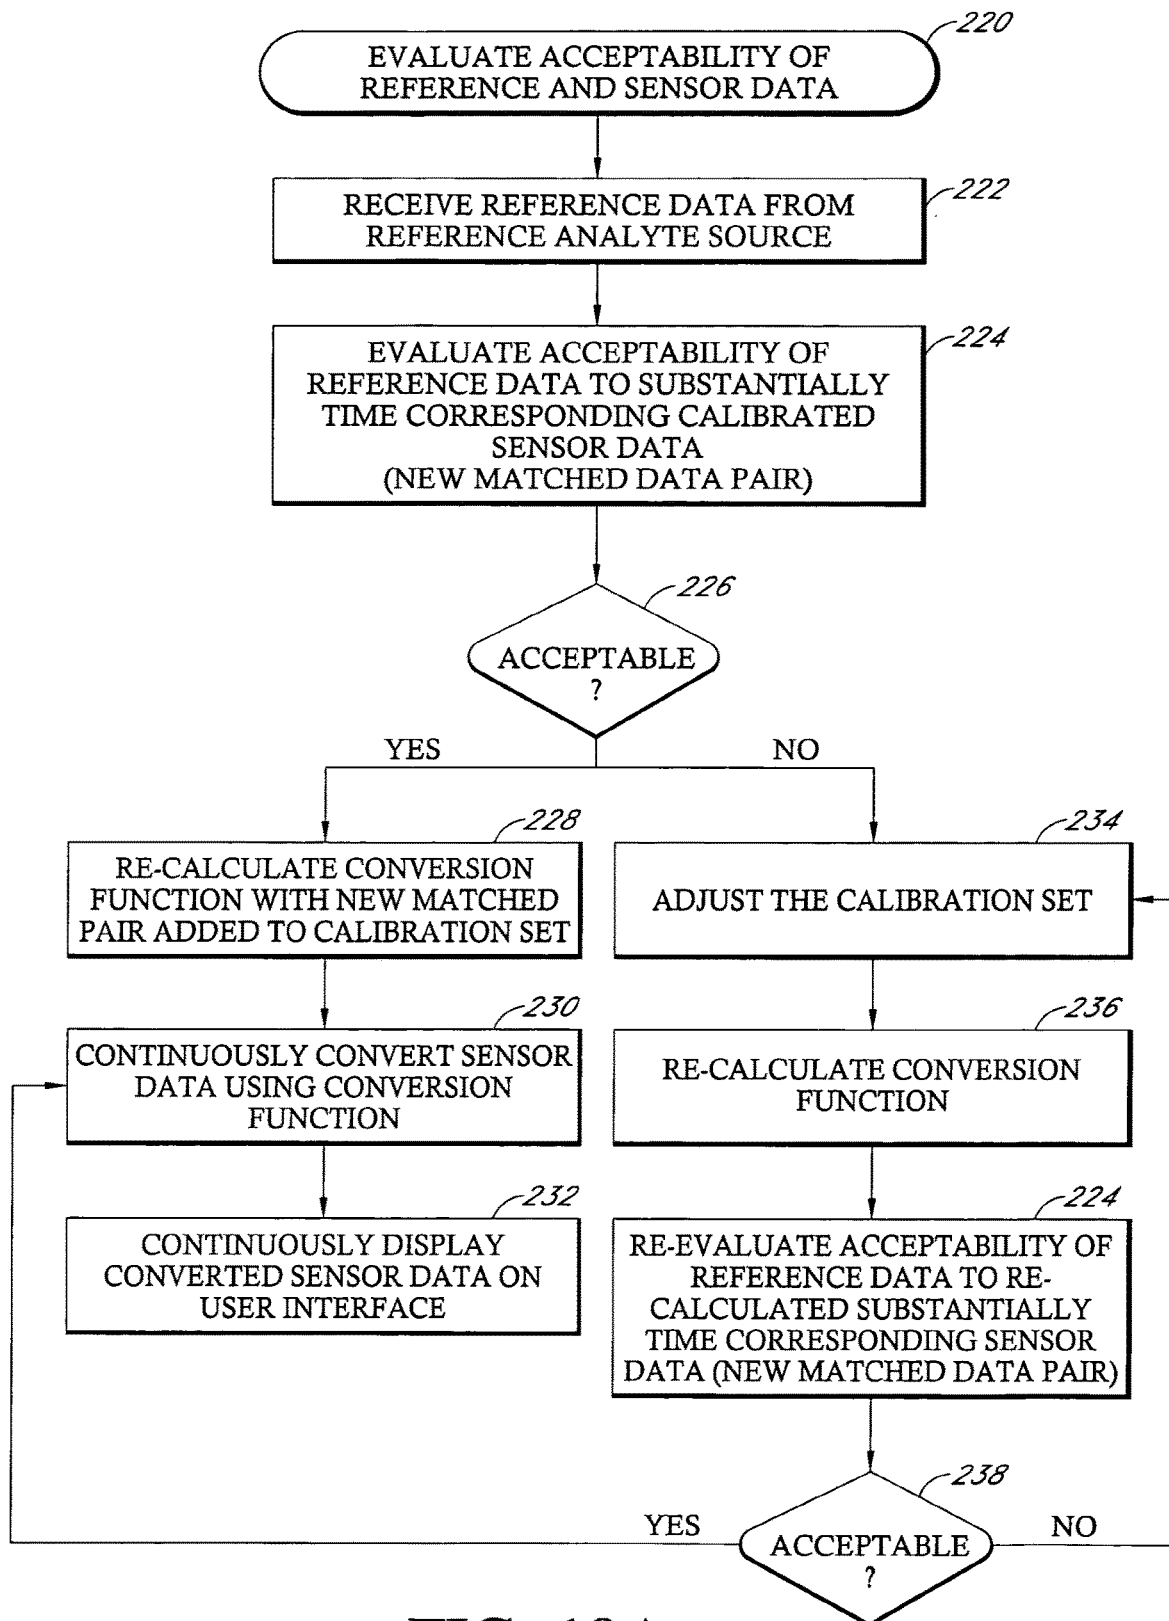 220
EVALUATE ACCEPTABILITY OF
REFERENCE AND SENSOR DATA
222
RECEIVE REFERENCE DATA FROM
REFERENCE ANALYTE SOURCE
224
EVALUATE ACCEPTABILITY OF
REFERENCE DATA TO SUBSTANTIALLY
TIME CORRESPONDING CALIBRATED
SENSOR DATA
(NEW MATCHED DATA PAIR)
226
ACCEPTABLE
?
YES
NO
228
RE-CALCULATE CONVERSION
FUNCTION WITH NEW MATCHED
PAIR ADDED TO CALIBRATION SET
234
ADJUST THE CALIBRATION SET
230
CONTINUOUSLY CONVERT SENSOR
DATA USING CONVERSION
FUNCTION
236
RE-CALCULATE CONVERSION
FUNCTION
232
CONTINUOUSLY DISPLAY
CONVERTED SENSOR DATA ON
USER INTERFACE
224
RE-EVALUATE ACCEPTABILITY OF
REFERENCE DATA TO RE-
CALCULATED SUBSTANTIALLY
TIME CORRESPONDING SENSOR
DATA (NEW MATCHED DATA PAIR)
238
YES
ACCEPTABLE
?
NO